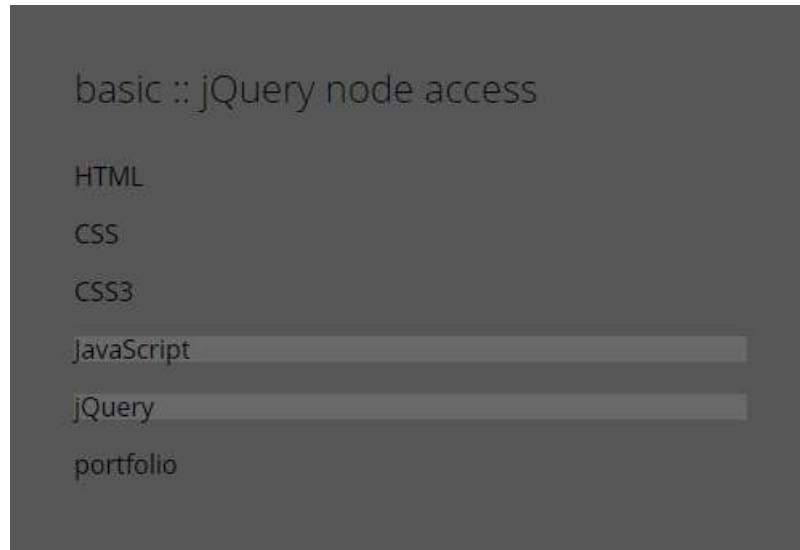 basic :: jQuery node access
HTML
CSS
CSS3
JavaScript
jQuery
portfolio